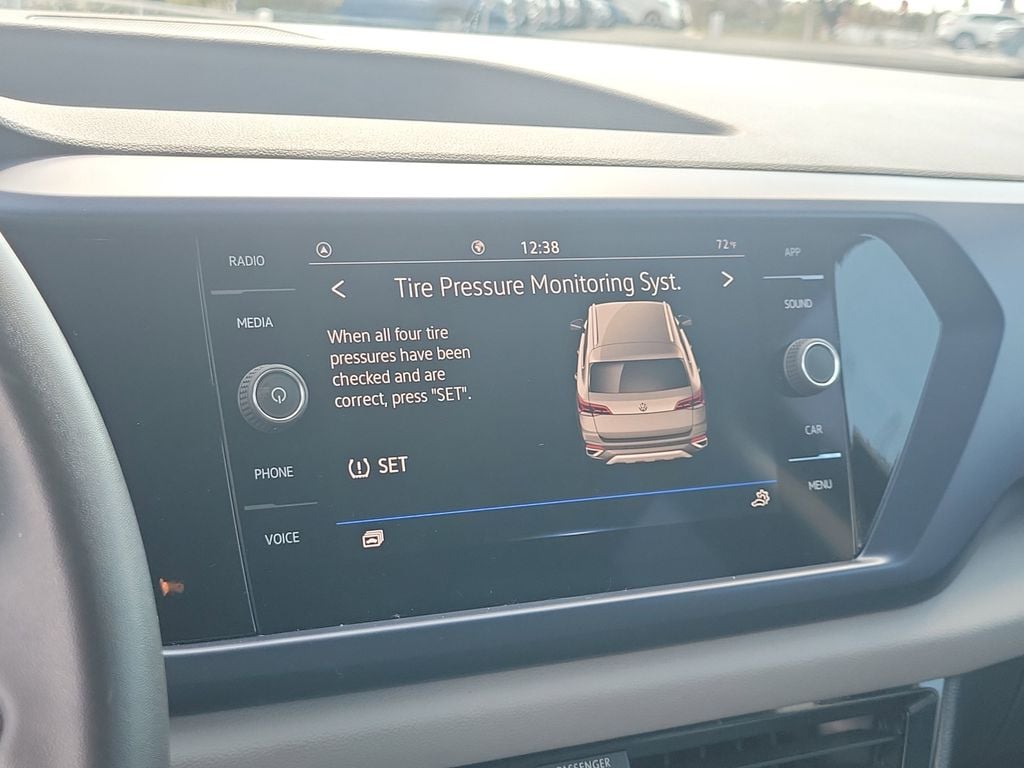 12:38
72°F
RADIO
MEDIA
PHONE
VOICE
Tire Pressure Monitoring Syst.
When all four tire
pressures have been
checked and are
correct, press "SET".
SET
APP
SOUND
CAR
MENU
PASSENGER